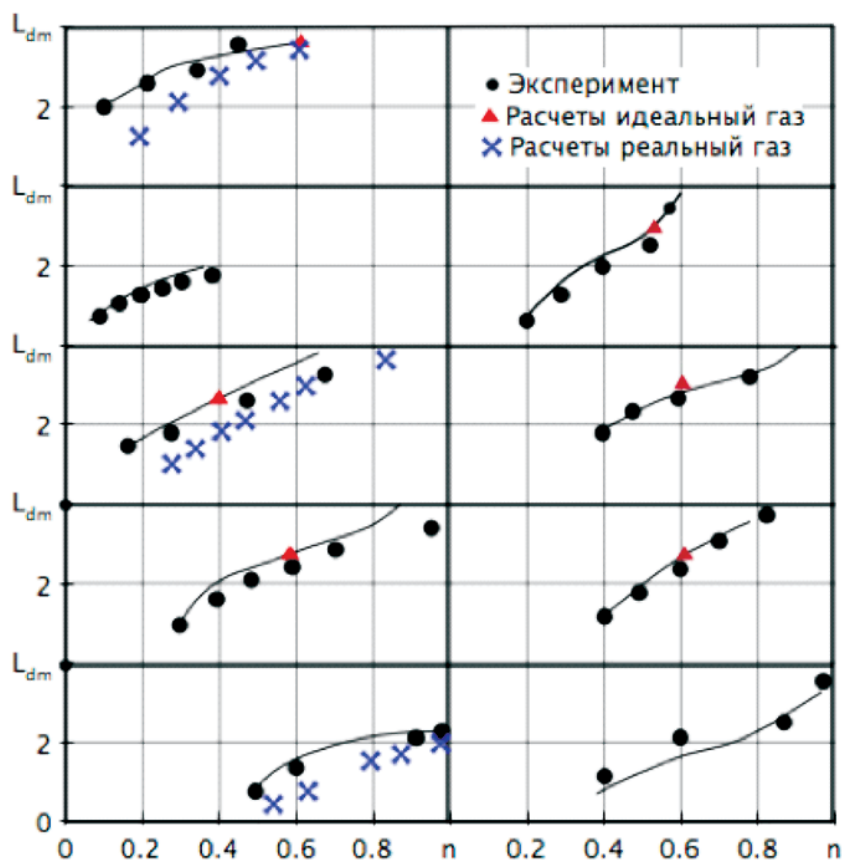 L_dm
2
Эксперимент
Расчеты идеальный газ
Расчеты реальный газ
L_dm
2
L_dm
2
L_dm
2
L_dm
2
0
0 0.2 0.4 0.6 0.8 n 0.2 0.4 0.6 0.8 n